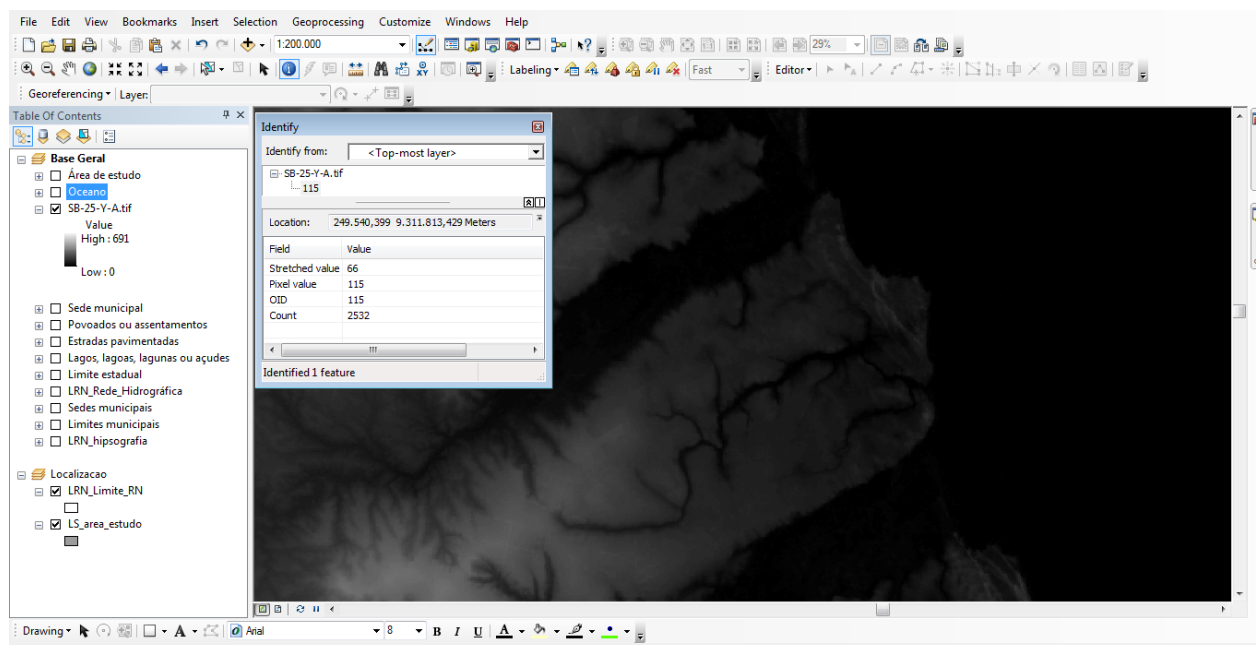 File Edit View Bookmarks Insert Selection Geoprocessing Customize Windows Help
1:200.000 29%
Labeling Fast Editor
Georeferencing Layer:
Table Of Contents
Base Geral
Área de estudo
Oceano
SB-25-Y-A.tif
Value
High : 691
Low : 0
Sede municipal
Povoados ou assentamentos
Estradas pavimentadas
Lagos, lagoas, lagunas ou açudes
Limite estadual
LRN_Rede_Hidrográfica
Sedes municipais
Limites municipais
LRN_hipsografia
Localizacao
LRN_Limite_RN
LS_area_estudo
Identify
Identify from: <Top-most layer>
SB-25-Y-A.tif
115
Location: 249.540,399 9.311.813,429 Meters
Field Value
Stretched value 66
Pixel value 115
OID 115
Count 2532
Identified 1 feature
Drawing A Arial 8 B I U A